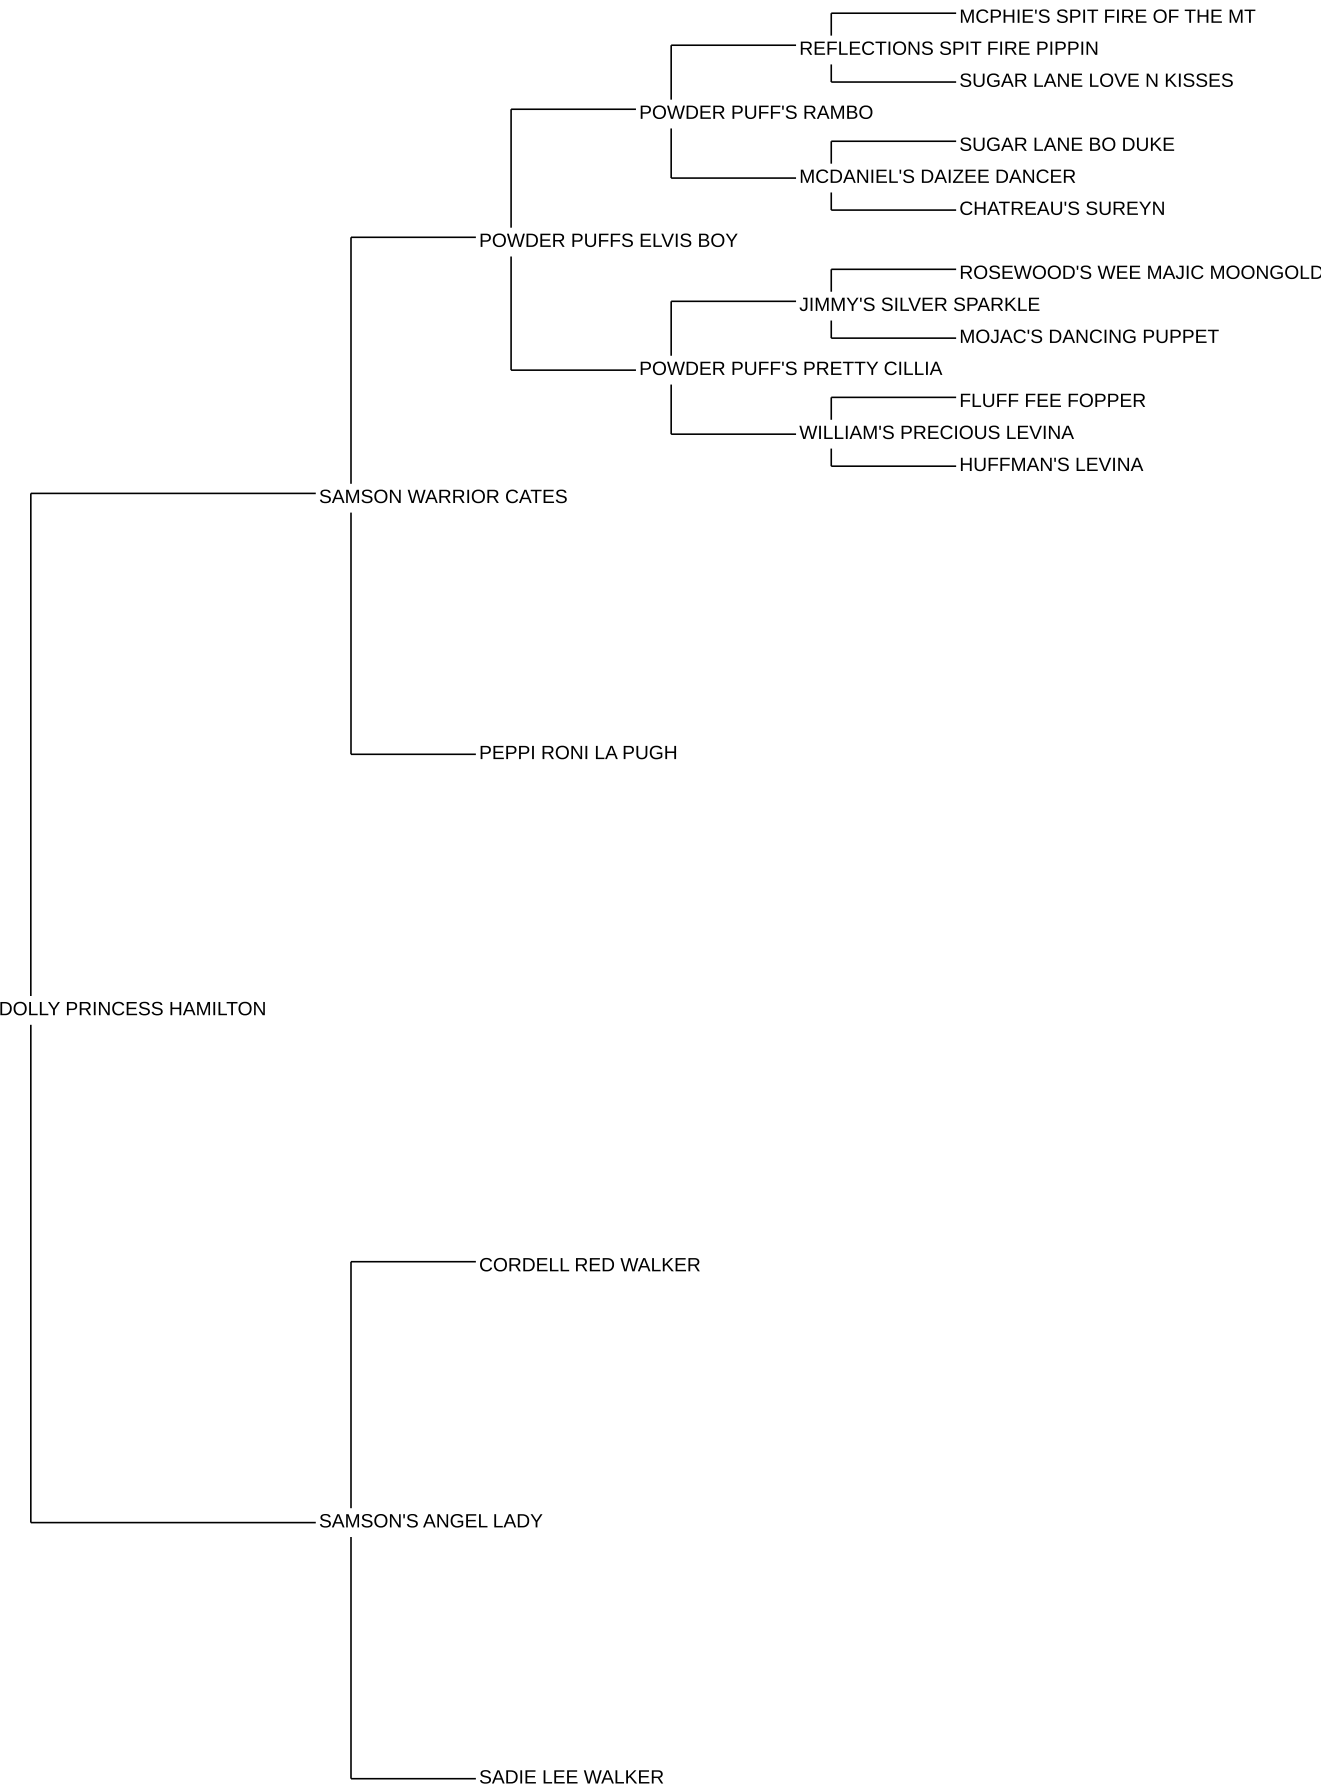 MCPHIE'S SPIT FIRE OF THE MT
REFLECTIONS SPIT FIRE PIPPIN
SUGAR LANE LOVE N KISSES
POWDER PUFF'S RAMBO
SUGAR LANE BO DUKE
MCDANIEL'S DAIZEE DANCER
CHATREAU'S SUREYN
POWDER PUFFS ELVIS BOY
ROSEWOOD'S WEE MAJIC MOONGOLD
JIMMY'S SILVER SPARKLE
MOJAC'S DANCING PUPPET
POWDER PUFF'S PRETTY CILLIA
FLUFF FEE FOPPER
WILLIAM'S PRECIOUS LEVINA
HUFFMAN'S LEVINA
SAMSON WARRIOR CATES
PEPPI RONI LA PUGH
DOLLY PRINCESS HAMILTON
CORDELL RED WALKER
SAMSON'S ANGEL LADY
SADIE LEE WALKER